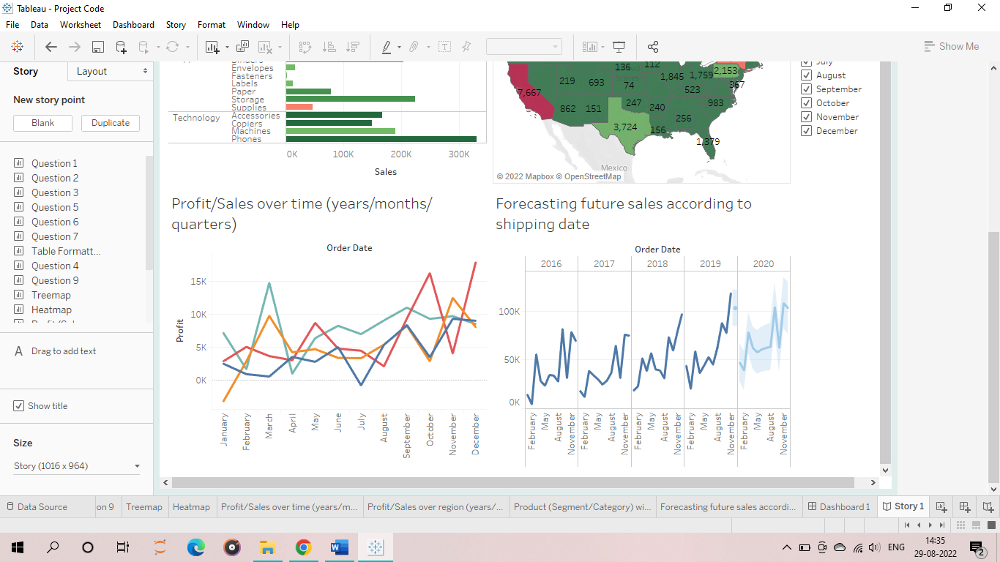 Tableau - Project Code
File Data Worksheet Dashboard Story Format Window Help
Show Me
Story Layout
New story point
Blank Duplicate
Question 1
Question 2
Question 3
Question 5
Question 6
Question 7
Table Formatt...
Question 4
Question 9
Treemap
Heatmap
A Drag to add text
Show title
Size
Story (1016 x 964)
Envelopes
Fasteners
Labels
Paper
Storage
Supplies
Technology Accessories
Copiers
Machines
Phones
0K 100K 200K 300K
Sales
136 112 2,153
219 693 74 1,845 1,759 367
7,667 523
862 151 247 240 983
3,724 156 256
1,379
Mexico
© 2022 Mapbox © OpenStreetMap
July
August
September
October
November
December
Profit/Sales over time (years/months/
quarters)
Order Date
Profit
15K
10K
5K
0K
January February March April May June July August September October November December
Forecasting future sales according to
shipping date
Order Date
2016 2017 2018 2019 2020
100K
50K
0K
February May August November February May August November February May August November February May August November February May August November
Data Source on 9 Treemap Heatmap Profit/Sales over time (years/m... Profit/Sales over region (years/... Product (Segment/Category) wi... Forecasting future sales accordi... Dashboard 1 Story 1
ENG 14:35
29-08-2022 2